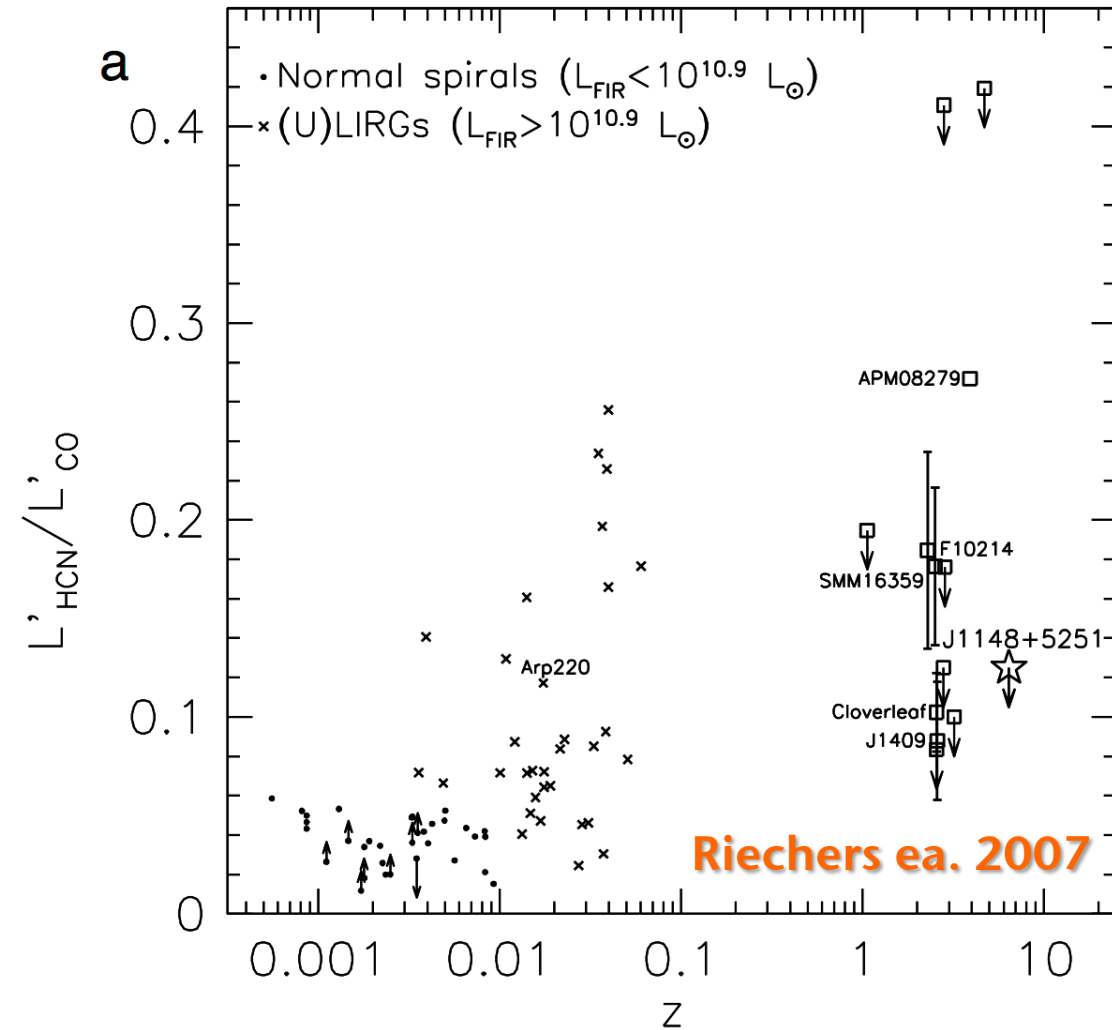 a
· Normal spirals (L_FIR<10^10.9 L_⊙)
× (U)LIRGs (L_FIR>10^10.9 L_⊙)
0.4
0.3
0.2
0.1
0
L'_HCN/L'_CO
APM08279
F10214
SMM16359
J1148+5251
Arp220
Cloverleaf
J1409
Riechers ea. 2007
0.001 0.01 0.1 1 10
z